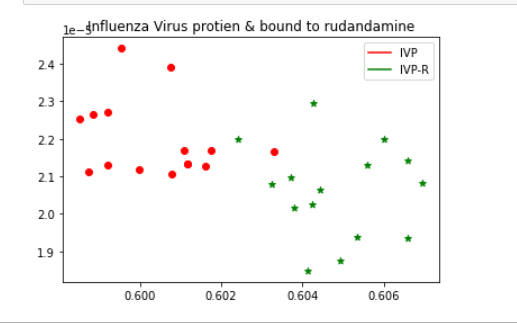 Influenza Virus protien & bound to rudandamine
1e−5
IVP
IVP-R
2.4
2.3
2.2
2.1
2.0
1.9
0.600 0.602 0.604 0.606